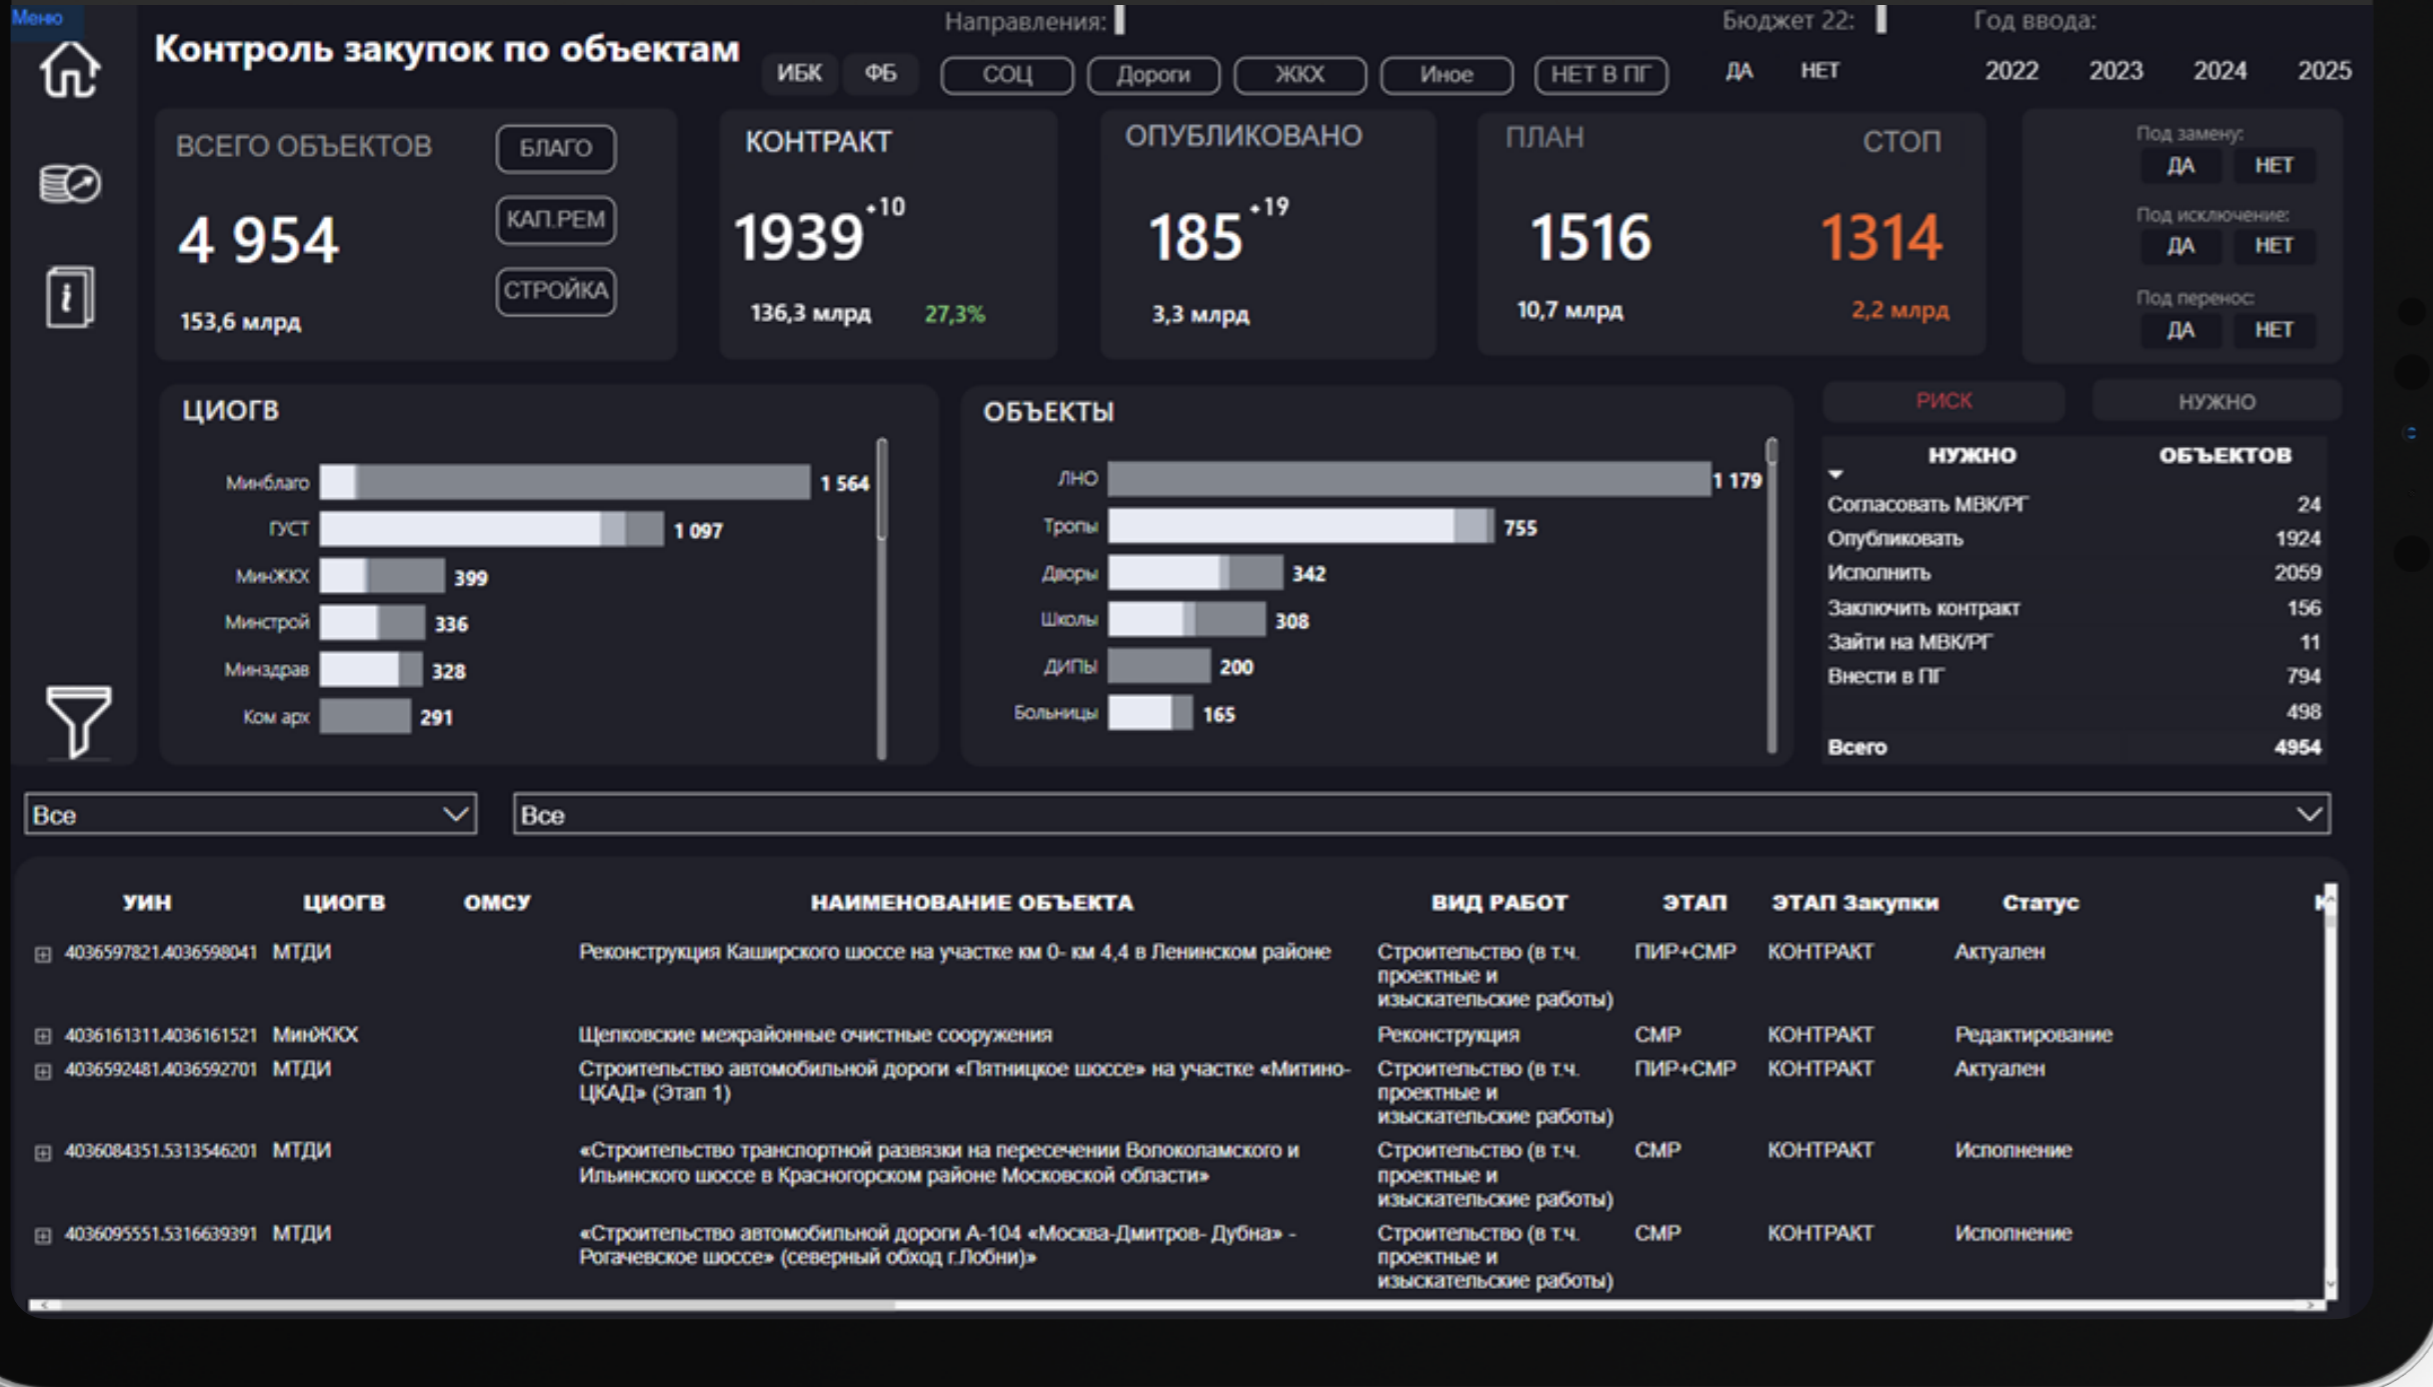 Меню
Контроль закупок по объектам
ИБК
ФБ
Направления:
СОЦ
Дороги
ЖКХ
Иное
НЕТ В ПГ
Бюджет 22:
ДА
НЕТ
Год ввода:
2022
2023
2024
2025
ВСЕГО ОБЪЕКТОВ
4 954
153,6 млрд
БЛАГО
КАП.РЕМ
СТРОЙКА
КОНТРАКТ
1939 +10
136,3 млрд
27,3%
ОПУБЛИКОВАНО
185 +19
3,3 млрд
ПЛАН
1516
10,7 млрд
СТОП
1314
2,2 млрд
Под замену:
ДА НЕТ
Под исключение:
ДА НЕТ
Под перенос:
ДА НЕТ
ЦИОГВ
Минблаго 1 564
ГУСТ 1 097
МинЖКХ 399
Минстрой 336
Минздрав 328
Ком арх 291
ОБЪЕКТЫ
ЛНО 1 179
Тропы 755
Дворы 342
Школы 308
ДИПЫ 200
Больницы 165
РИСК
НУЖНО
НУЖНО ОБЪЕКТОВ
Согласовать МВК/РГ 24
Опубликовать 1924
Исполнить 2059
Заключить контракт 156
Зайти на МВК/РГ 11
Внести в ПГ 794
498
Всего 4954
Все
Все
УИН ЦИОГВ ОМСУ НАИМЕНОВАНИЕ ОБЪЕКТА ВИД РАБОТ ЭТАП ЭТАП Закупки Статус
4036597821.4036598041 МТДИ Реконструкция Каширского шоссе на участке км 0- км 4,4 в Ленинском районе Строительство (в т.ч. ПИР+СМР КОНТРАКТ Актуален
проектные и
изыскательские работы)
4036161311.4036161521 МинЖКХ Щелковские межрайонные очистные сооружения Реконструкция СМР КОНТРАКТ Редактирование
4036592481.4036592701 МТДИ Строительство автомобильной дороги «Пятницкое шоссе» на участке «Митино- Строительство (в т.ч. ПИР+СМР КОНТРАКТ Актуален
ЦКАД» (Этап 1) проектные и
изыскательские работы)
4036084351.5313546201 МТДИ «Строительство транспортной развязки на пересечении Волоколамского и Строительство (в т.ч. СМР КОНТРАКТ Исполнение
Ильинского шоссе в Красногорском районе Московской области» проектные и
изыскательские работы)
4036095551.5316639391 МТДИ «Строительство автомобильной дороги А-104 «Москва-Дмитров- Дубна» - Строительство (в т.ч. СМР КОНТРАКТ Исполнение
Рогачевское шоссе» (северный обход г.Лобни)» проектные и
изыскательские работы)